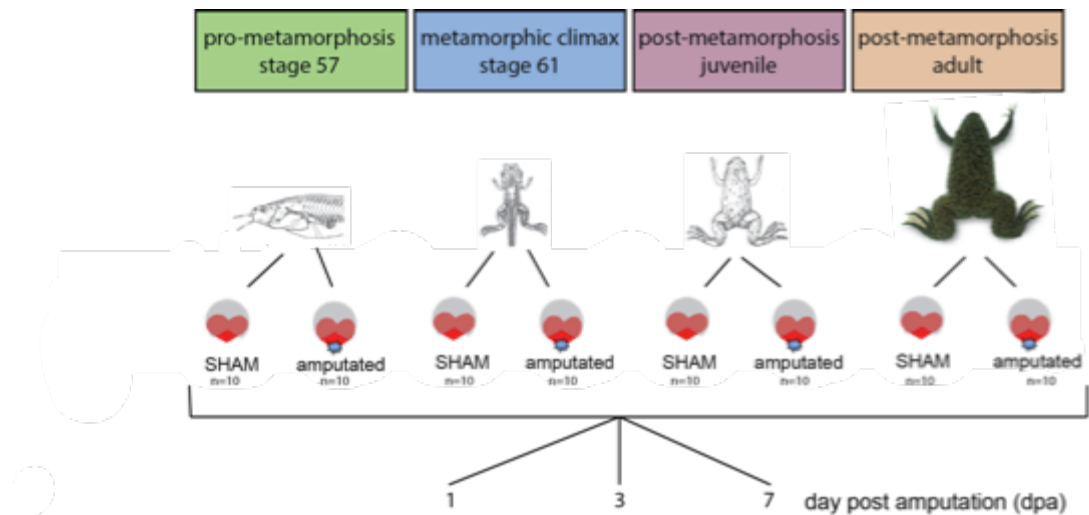 pro-metamorphosis
stage 57
metamorphic climax
stage 61
post-metamorphosis
juvenile
post-metamorphosis
adult
SHAM
n=10
amputated
n=10
SHAM
n=10
amputated
n=10
SHAM
n=10
amputated
n=10
SHAM
n=10
amputated
n=10
1 3 7 day post amputation (dpa)